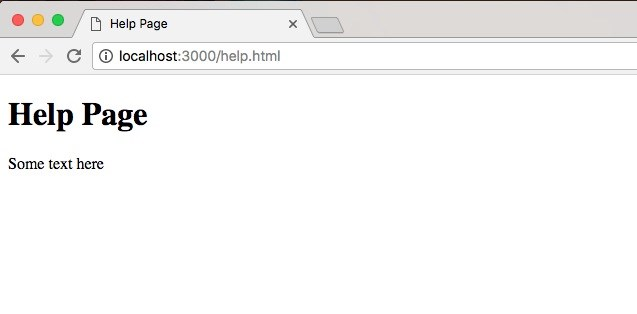 Help Page
localhost:3000/help.html
Help Page
Some text here